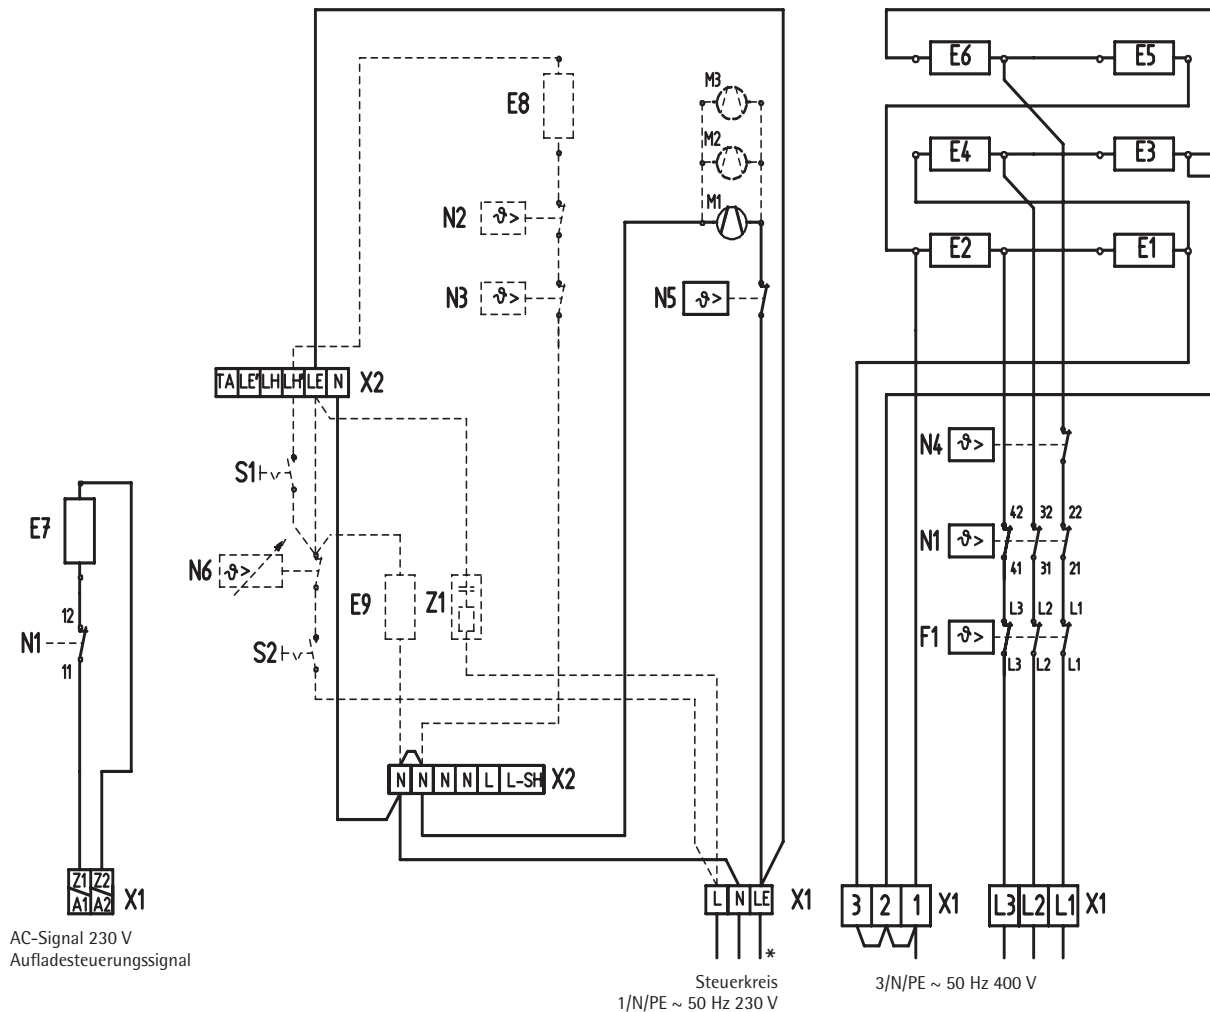 M3
E8
M2
M1
N2 ϑ>
N3 ϑ>
N5 ϑ>
TA LE' LH LH' LE N X2
S1
N6 ϑ>
E9
Z1
S2
N N N N L L-SH X2
E7
12
N1
11
Z1 Z2
A1 A2
X1
AC-Signal 230 V
Aufladesteuerungssignal
L N LE X1
*
Steuerkreis
1/N/PE ~ 50 Hz 230 V
E6 E5
E4 E3
E2 E1
N4 ϑ>
42 32 22
N1 ϑ>
41 31 21
L3 L2 L1
F1 ϑ>
L3 L2 L1
3 2 1 X1
L3 L2 L1 X1
3/N/PE ~ 50 Hz 400 V